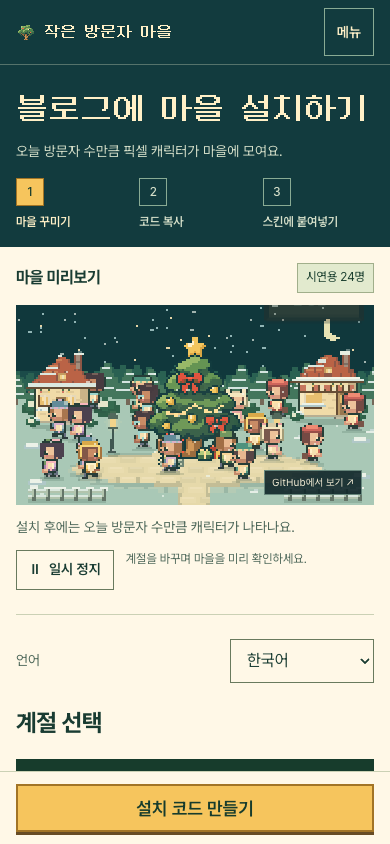 작은 방문자 마을
메뉴
블로그에 마을 설치하기
오늘 방문자 수만큼 픽셀 캐릭터가 마을에 모여요.
1
2
3
마을 꾸미기
코드 복사
스킨에 붙여넣기
마을 미리보기
시연용 24명
GitHub에서 보기 ↗
설치 후에는 오늘 방문자 수만큼 캐릭터가 나타나요.
일시 정지
계절을 바꾸며 마을을 미리 확인하세요.
언어
한국어
계절 선택
설치 코드 만들기